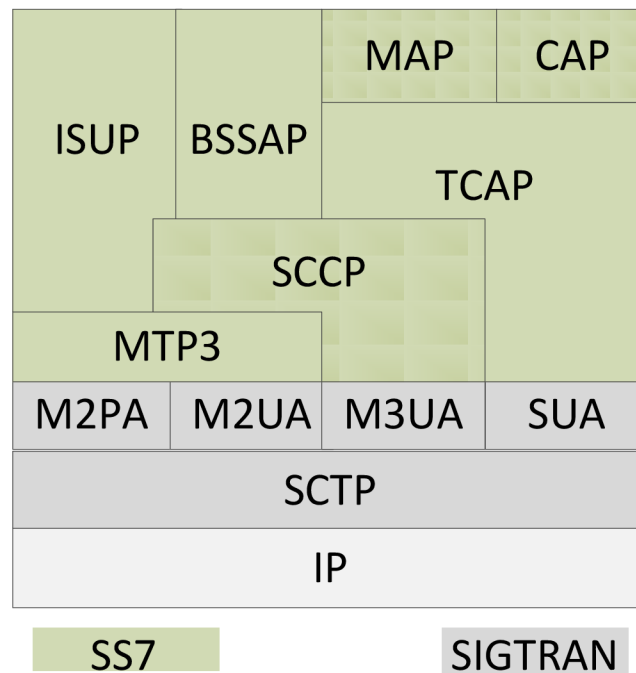 MAP CAP
ISUP BSSAP
TCAP
SCCP
MTP3
M2PA M2UA M3UA SUA
SCTP
IP
SS7 SIGTRAN